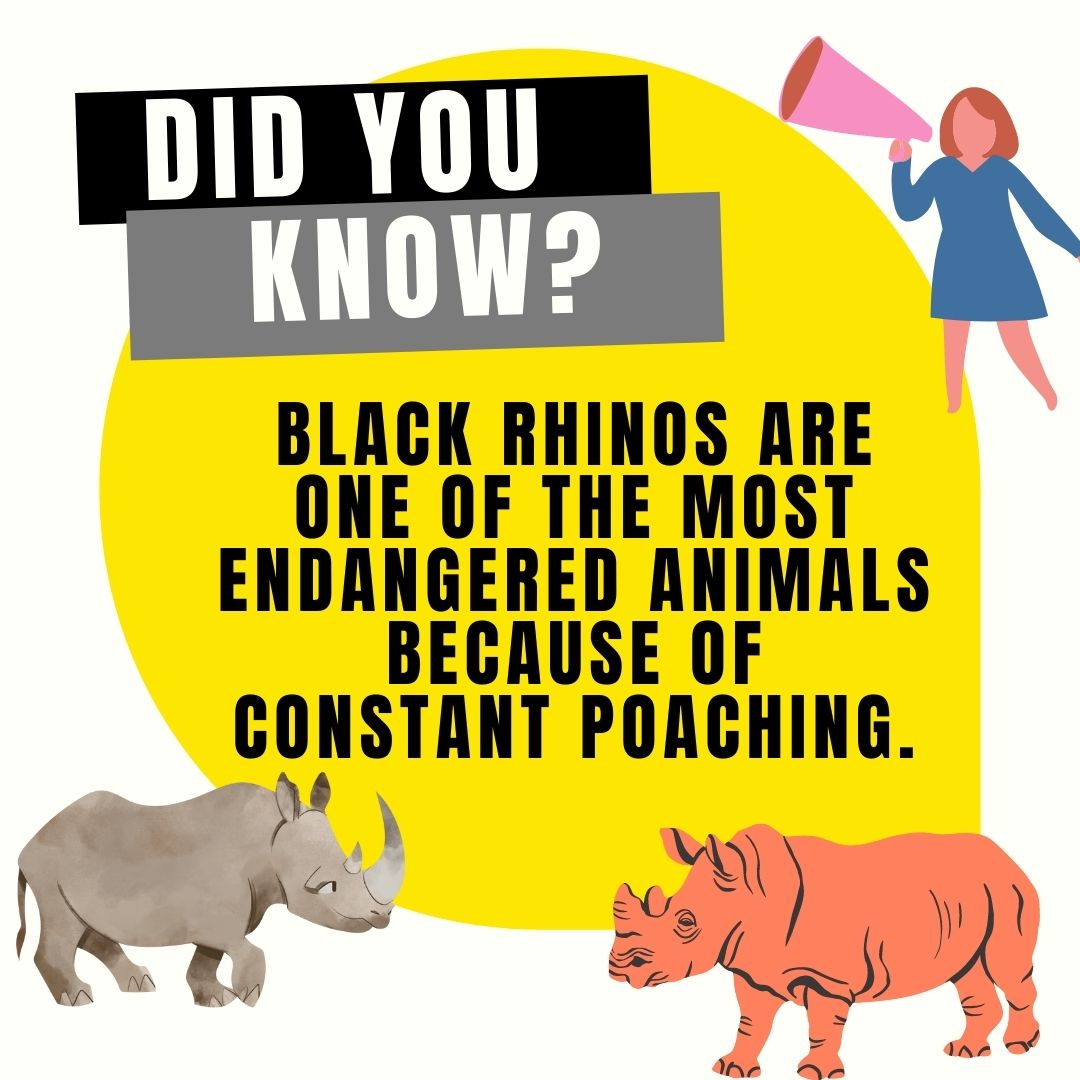 DID YOU
KNOW?
BLACK RHINOS ARE
ONE OF THE MOST
ENDANGERED ANIMALS
BECAUSE OF
CONSTANT POACHING.